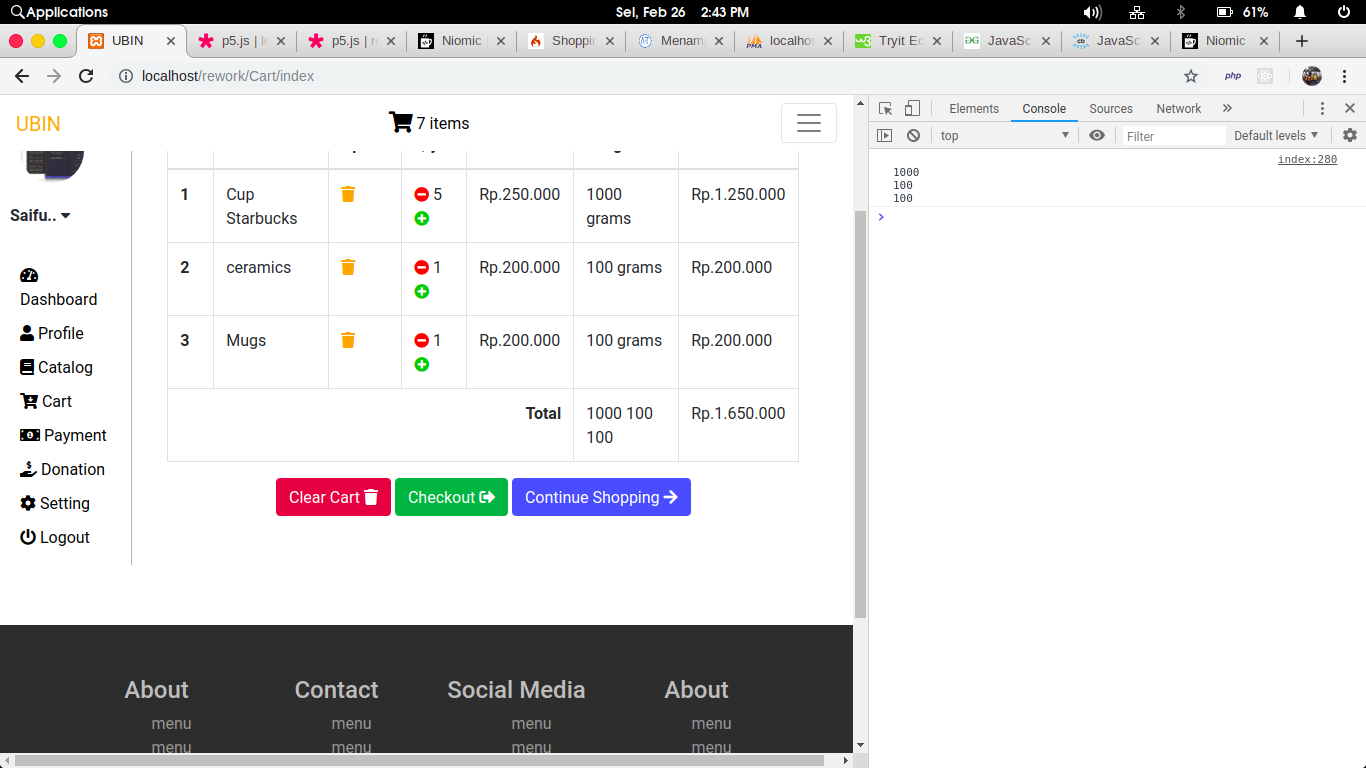 Applications
Sel, Feb 26 2:43 PM
61%
UBIN
p5.js | 
p5.js | 
Niomic
Shoppin
Menamp
localhos
Tryit Ed
JavaSc
JavaSc
Niomic
localhost/rework/Cart/index
php
UBIN
7 items
Saifu..
Dashboard
Profile
Catalog
Cart
Payment
Donation
Setting
Logout
1 Cup Starbucks 5 Rp.250.000 1000 grams Rp.1.250.000
2 ceramics 1 Rp.200.000 100 grams Rp.200.000
3 Mugs 1 Rp.200.000 100 grams Rp.200.000
Total 1000 100 100 Rp.1.650.000
Clear Cart Checkout Continue Shopping
About Contact Social Media About
menu menu menu menu
menu menu menu menu
Elements Console Sources Network
top Filter Default levels
index:280
1000
100
100